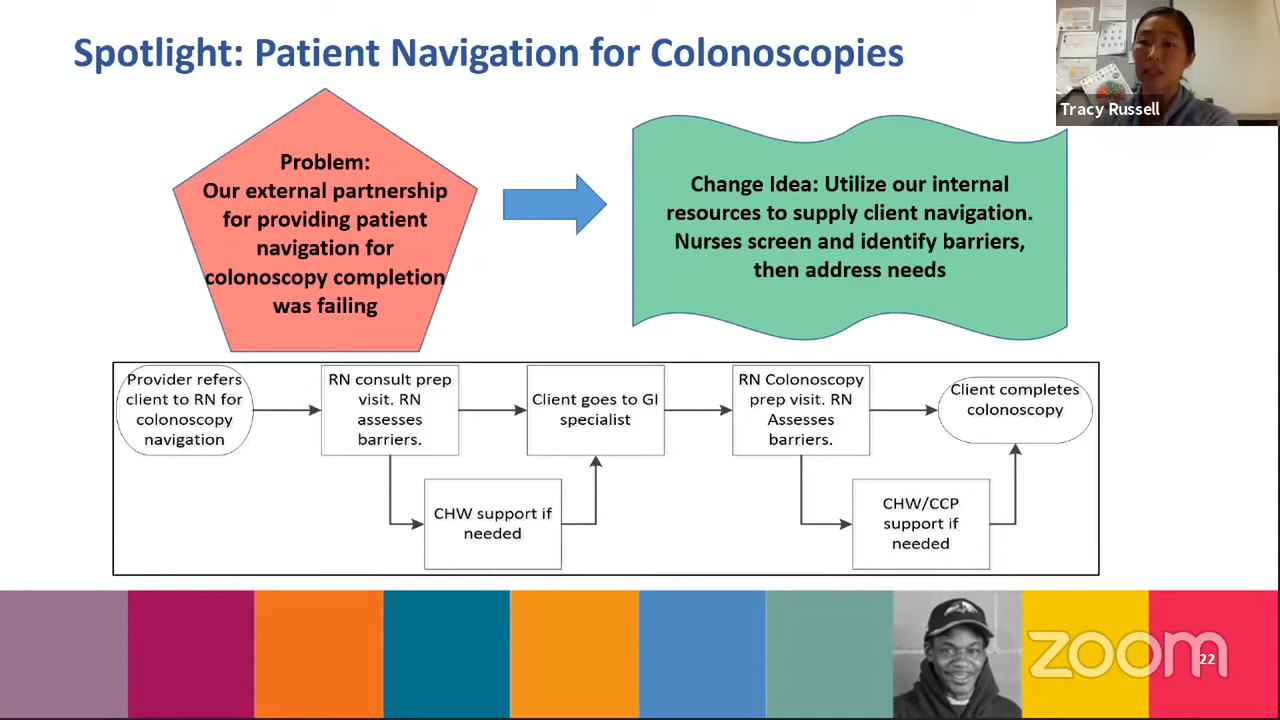 Spotlight: Patient Navigation for Colonoscopies
Tracy Russell
Problem:
Our external partnership
for providing patient
navigation for
colonoscopy completion
was failing
Change Idea: Utilize our internal
resources to supply client navigation.
Nurses screen and identify barriers,
then address needs
Provider refers
client to RN for
colonoscopy
navigation
RN consult prep
visit. RN
assesses
barriers.
Client goes to GI
specialist
RN Colonoscopy
prep visit. RN
Assesses
barriers.
Client completes
colonoscopy
CHW support if
needed
CHW/CCP
support if
needed
zoom
22